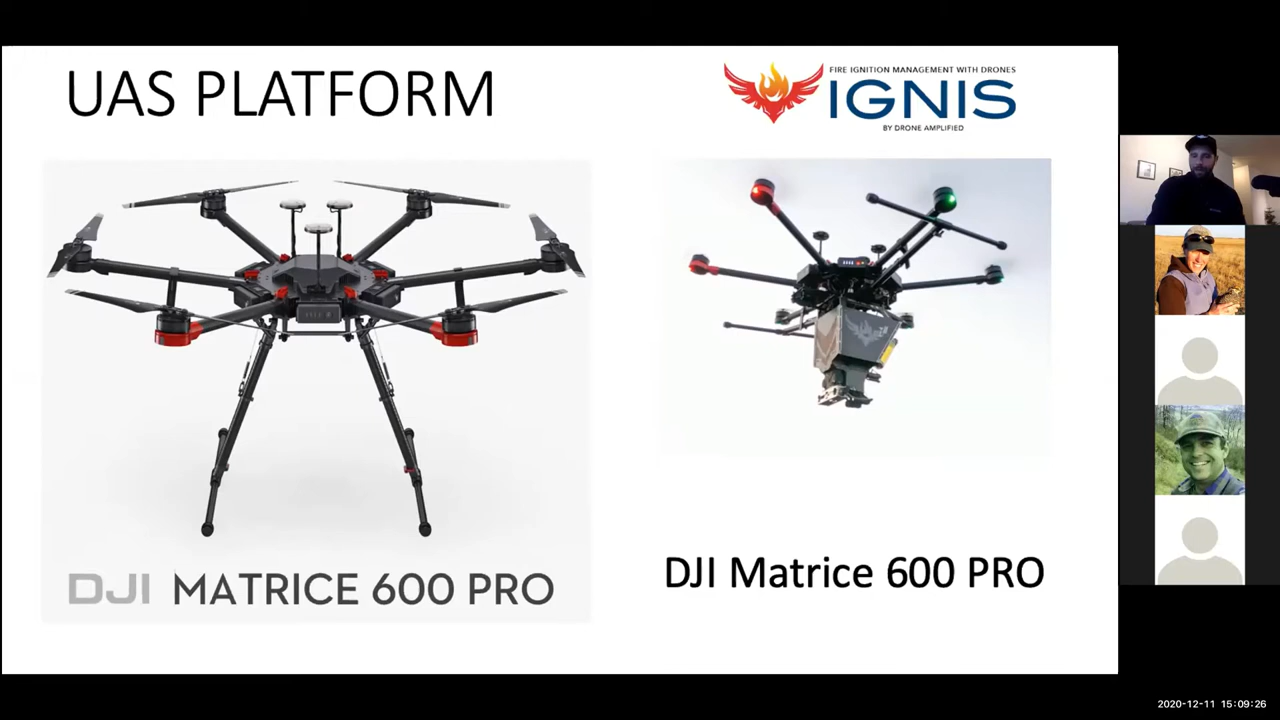 UAS PLATFORM
FIRE IGNITION MANAGEMENT WITH DRONES
IGNIS
BY DRONE AMPLIFIED
DJI MATRICE 600 PRO
DJI Matrice 600 PRO
2020-12-11 15:09:26